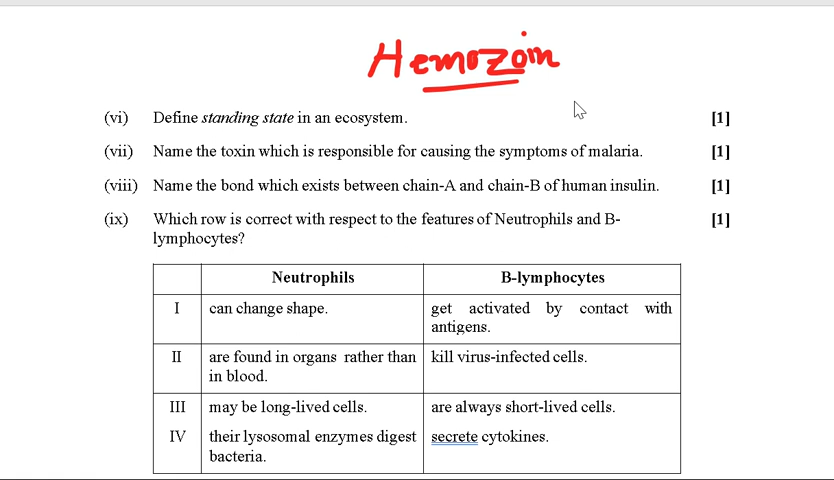 Hemozoin
(vi) Define standing state in an ecosystem. [1]
(vii) Name the toxin which is responsible for causing the symptoms of malaria. [1]
(viii) Name the bond which exists between chain-A and chain-B of human insulin. [1]
(ix) Which row is correct with respect to the features of Neutrophils and B- [1]
lymphocytes?
Neutrophils B-lymphocytes
I can change shape. get activated by contact with
antigens.
II are found in organs rather than kill virus-infected cells.
in blood.
III may be long-lived cells. are always short-lived cells.
IV their lysosomal enzymes digest secrete cytokines.
bacteria.